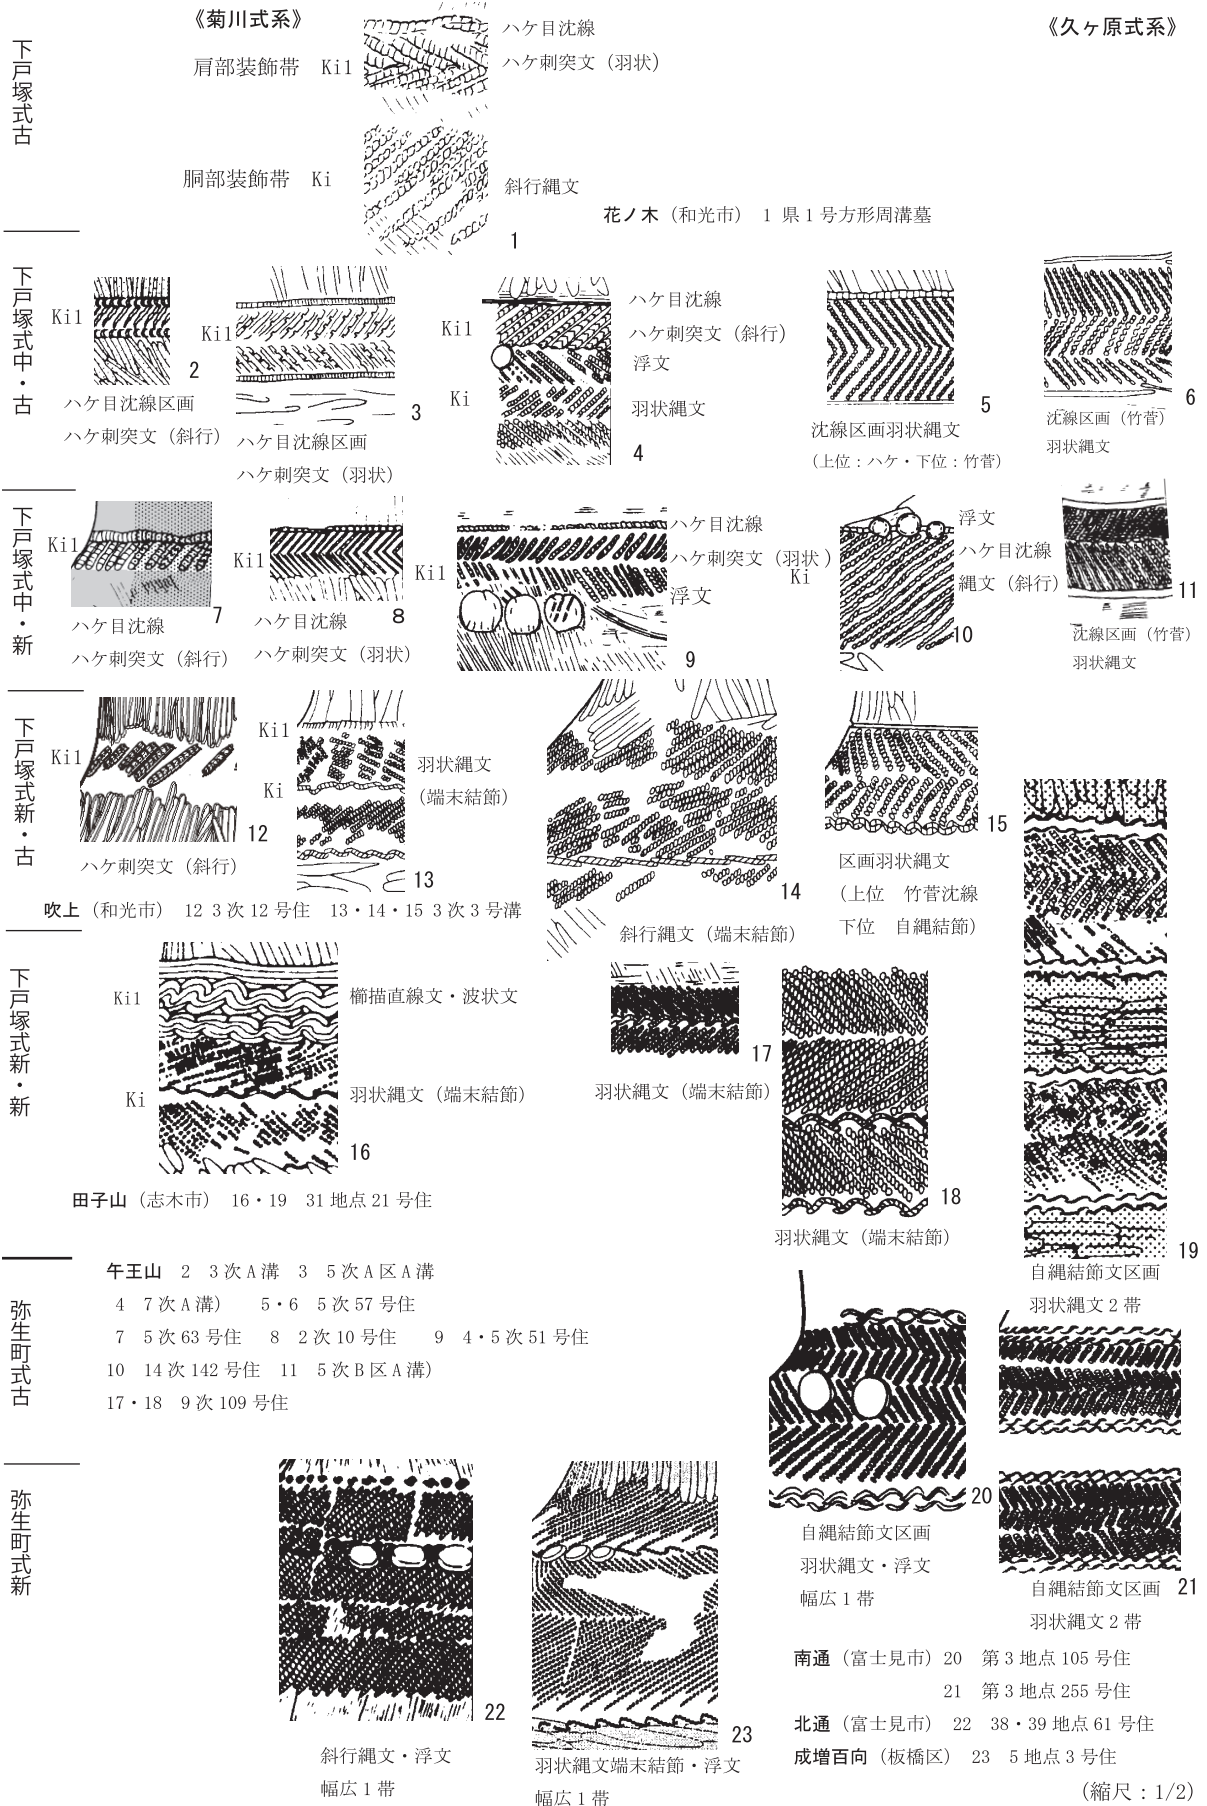 《菊川式系》
《久ヶ原式系》
下戸塚式古
ハケ目沈線
肩部装飾帯 Ki1
ハケ刺突文（羽状）
胴部装飾帯 Ki
斜行縄文
花ノ木（和光市） 1 県1号方形周溝墓
1
下戸塚式中・古
Ki1
2
ハケ目沈線区画
ハケ刺突文（斜行）
Ki1
3
ハケ目沈線区画
ハケ刺突文（羽状）
Ki1
Ki
ハケ目沈線
ハケ刺突文（斜行）
浮文
羽状縄文
4
5
沈線区画羽状縄文
（上位：ハケ・下位：竹菅）
6
沈線区画（竹菅）
羽状縄文
下戸塚式中・新
Ki1
7
ハケ目沈線
ハケ刺突文（斜行）
Ki1
8
ハケ目沈線
ハケ刺突文（羽状）
Ki1
ハケ目沈線
ハケ刺突文（羽状）
浮文
9
Ki
浮文
ハケ目沈線
縄文（斜行）
10
11
沈線区画（竹菅）
羽状縄文
下戸塚式新・古
Ki1
12
ハケ刺突文（斜行）
Ki1
Ki
羽状縄文
（端末結節）
13
14
斜行縄文（端末結節）
15
区画羽状縄文
（上位 竹菅沈線
下位 自縄結節）
吹上（和光市） 12 3次12号住 13・14・15 3次3号溝
下戸塚式新・新
Ki1
櫛描直線文・波状文
Ki
羽状縄文（端末結節）
16
17
羽状縄文（端末結節）
18
羽状縄文（端末結節）
19
自縄結節文区画
羽状縄文2帯
田子山（志木市） 16・19 31地点21号住
弥生町式古
午王山 2 3次A溝 3 5次A区A溝
4 7次A溝） 5・6 5次57号住
7 5次63号住 8 2次10号住 9 4・5次51号住
10 14次142号住 11 5次B区A溝）
17・18 9次109号住
20
自縄結節文区画
羽状縄文・浮文
幅広1帯
21
自縄結節文区画
羽状縄文2帯
弥生町式新
22
斜行縄文・浮文
幅広1帯
23
羽状縄文端末結節・浮文
幅広1帯
南通（富士見市）20 第3地点105号住
21 第3地点255号住
北通（富士見市） 22 38・39地点61号住
成増百向（板橋区） 23 5地点3号住
（縮尺：1/2）